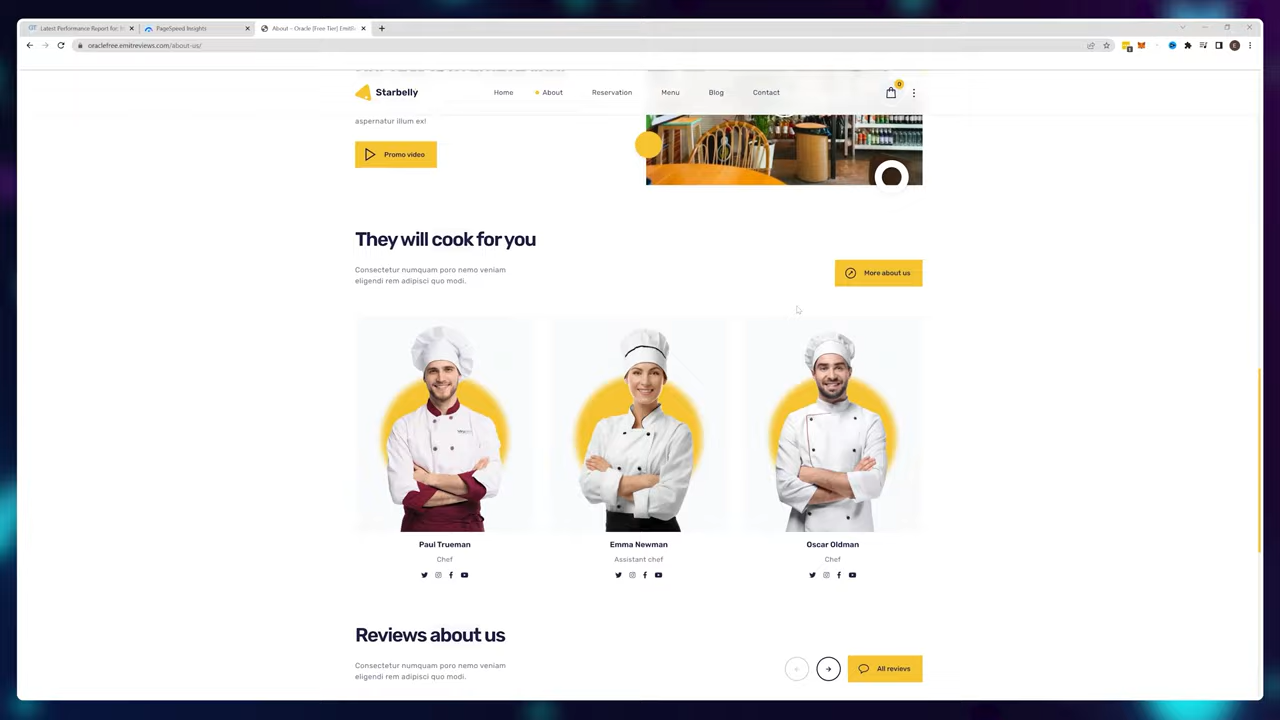 Latest Performance Report for:
PageSpeed Insights
About – Oracle [Free Tier]
oraclefree.emitreviews.com/about-us/
Starbelly
Home
About
Reservation
Menu
Blog
Contact
0
aspernatur illum ex!
Promo video
They will cook for you
Consectetur numquam poro nemo veniam
eligendi rem adipisci quo modi.
More about us
Paul Trueman
Chef
Emma Newman
Assistant chef
Oscar Oldman
Chef
Reviews about us
Consectetur numquam poro nemo veniam
eligendi rem adipisci quo modi.
All reviews